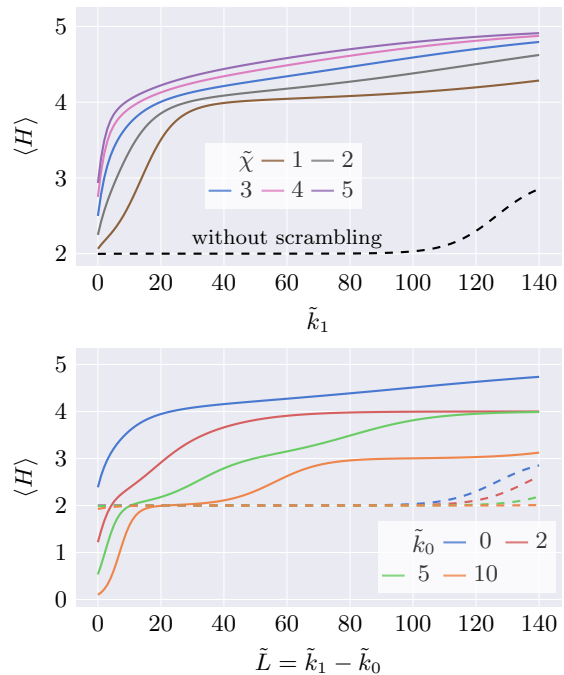 5
4
⟨H⟩
3
2
χ̃ 1 2
3 4 5
without scrambling
0 20 40 60 80 100 120 140
k̃₁
5
4
3
⟨H⟩
2
1
0
k̃₀ 0 2
5 10
0 20 40 60 80 100 120 140
L̃ = k̃₁ − k̃₀